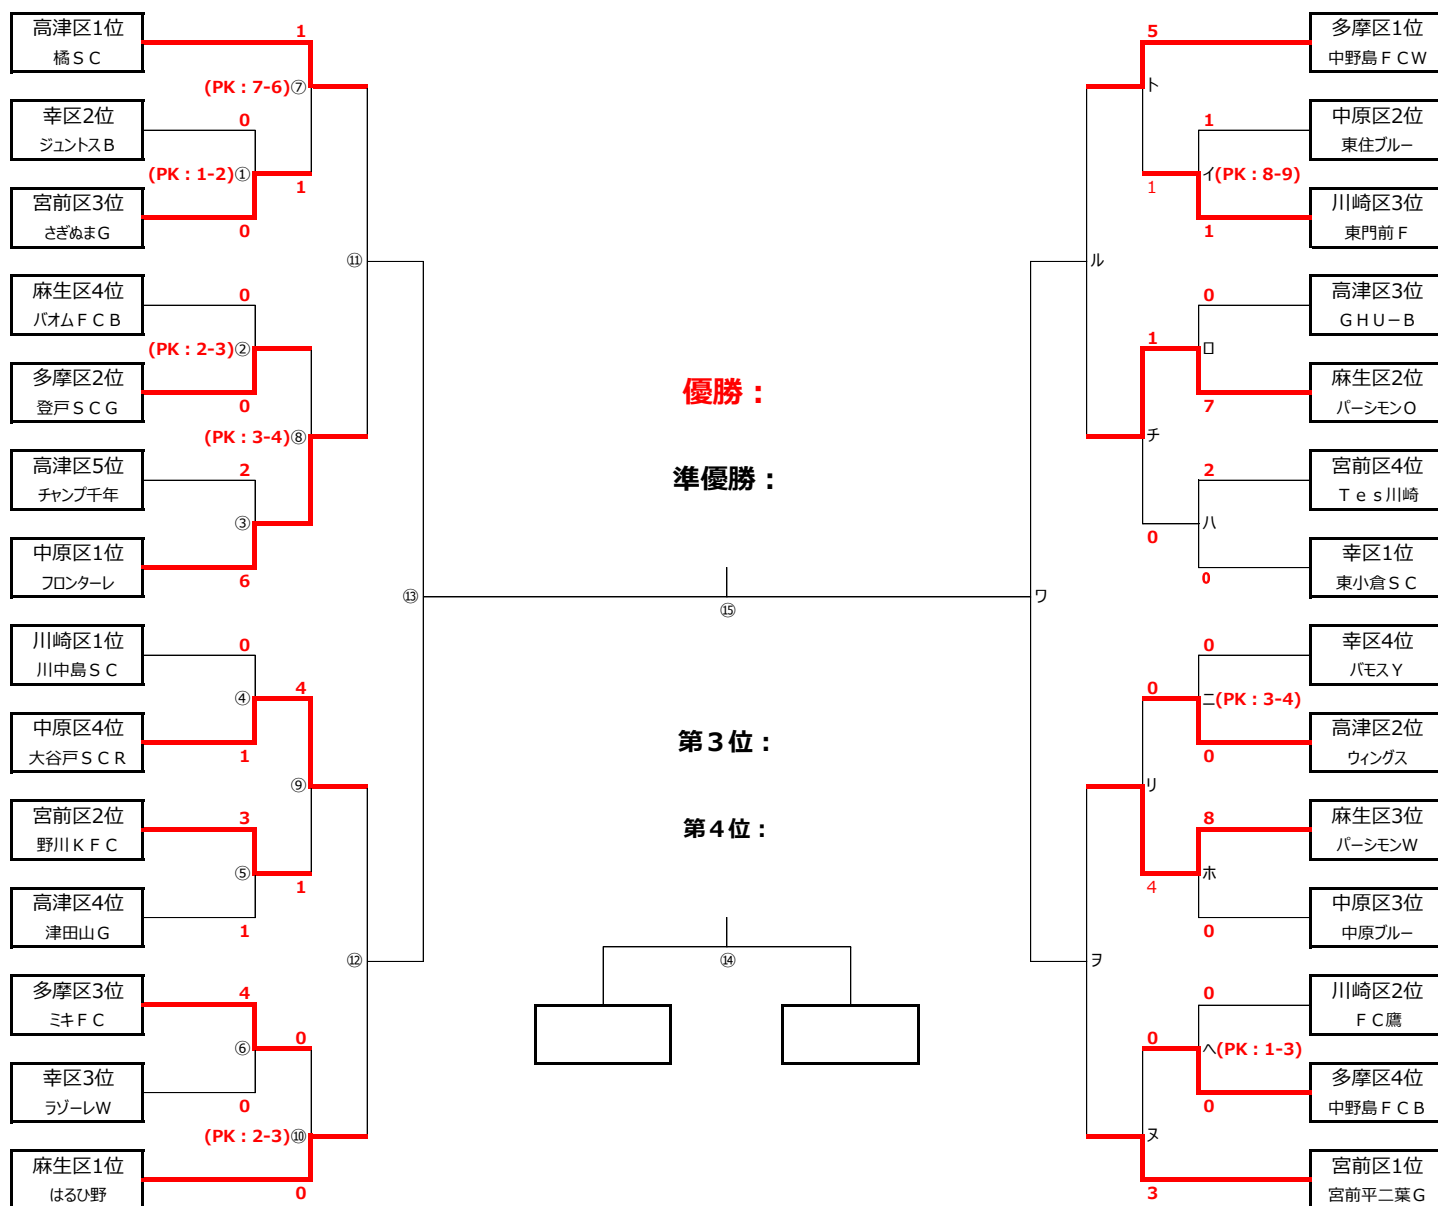 高津区1位
橘ＳＣ
1
(PK：7-6)⑦
幸区2位
ジュントスＢ
0
(PK：1-2)①
1
宮前区3位
さぎぬまＧ
0
⑪
麻生区4位
バオムＦＣＢ
0
(PK：2-3)②
多摩区2位
登戸ＳＣＧ
0
(PK：3-4)⑧
高津区5位
チャンプ千年
2
③
中原区1位
フロンターレ
6
⑬
川崎区1位
川中島ＳＣ
0
④
4
中原区4位
大谷戸ＳＣＲ
1
⑨
宮前区2位
野川ＫＦＣ
3
⑤
1
高津区4位
津田山Ｇ
1
⑫
多摩区3位
ミキＦＣ
4
⑥
0
幸区3位
ラゾーレＷ
0
(PK：2-3)⑩
麻生区1位
はるひ野
0
優勝：
準優勝：
⑮
第３位：
第４位：
⑭
5
多摩区1位
中野島ＦＣＷ
ト
1
中原区2位
東住ブルー
イ(PK：8-9)
1
1
川崎区3位
東門前Ｆ
ル
0
高津区3位
ＧＨＵ－Ｂ
1
ロ
7
麻生区2位
パーシモンＯ
チ
2
宮前区4位
Ｔｅｓ川崎
0
ハ
0
幸区1位
東小倉ＳＣ
ワ
0
幸区4位
バモスＹ
0
ニ(PK：3-4)
0
高津区2位
ウィングス
リ
8
麻生区3位
パーシモンＷ
4
ホ
0
中原区3位
中原ブルー
ヲ
0
川崎区2位
ＦＣ鷹
0
ヘ(PK：1-3)
0
多摩区4位
中野島ＦＣＢ
ヌ
3
宮前区1位
宮前平二葉Ｇ